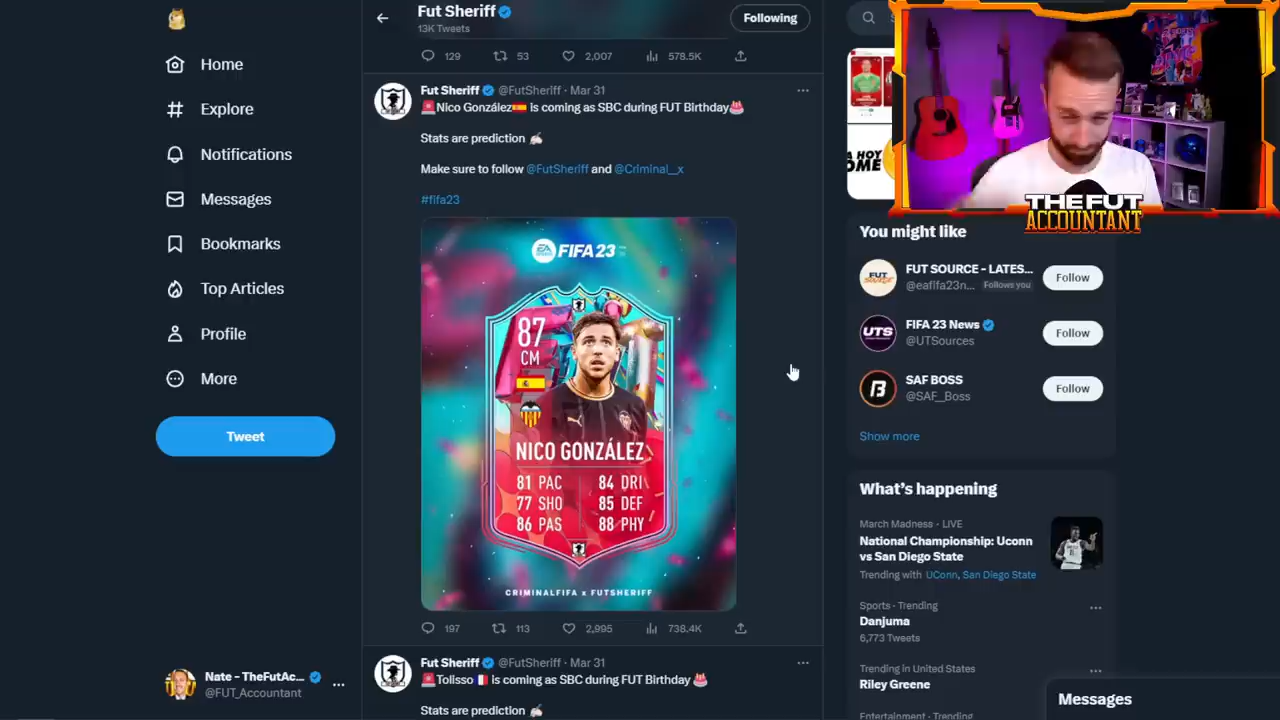 Home
Explore
Notifications
Messages
Bookmarks
Top Articles
Profile
More
Tweet
Nate - TheFutAc...
@FUT_Accountant
Fut Sheriff
13K Tweets
Following
129 53 2,007 578.5K
Fut Sheriff @FutSheriff · Mar 31
🚨Nico González🇪🇸 is coming as SBC during FUT Birthday🎂
Stats are prediction ✍🏻
Make sure to follow @FutSheriff and @Criminal__x
#fifa23
EA SPORTS FIFA 23
87
CM
NICO GONZÁLEZ
81 PAC 84 DRI
77 SHO 85 DEF
86 PAS 88 PHY
CRIMINALFIFA x FUTSHERIFF
197 113 2,995 738.4K
Fut Sheriff @FutSheriff · Mar 31
🚨Tolisso🇫🇷 is coming as SBC during FUT Birthday 🎂
Stats are prediction ✍🏻
THE FUT
ACCOUNTANT
You might like
FUT SOURCE - LATES...
@eafifa23n... Follows you
Follow
FIFA 23 News
@UTSources
Follow
SAF BOSS
@SAF__Boss
Follow
Show more
What's happening
March Madness · LIVE
National Championship: Uconn
vs San Diego State
Trending with UConn, San Diego State
Sports · Trending
Danjuma
6,773 Tweets
Trending in United States
Riley Greene
Entertainment · Trending
Messages